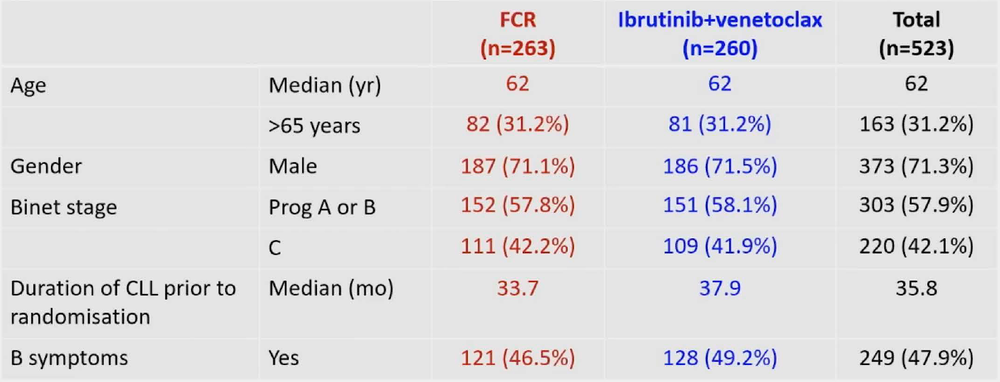 FCR Ibrutinib+venetoclax Total
(n=263) (n=260) (n=523)
Age Median (yr) 62 62 62
>65 years 82 (31.2%) 81 (31.2%) 163 (31.2%)
Gender Male 187 (71.1%) 186 (71.5%) 373 (71.3%)
Binet stage Prog A or B 152 (57.8%) 151 (58.1%) 303 (57.9%)
C 111 (42.2%) 109 (41.9%) 220 (42.1%)
Duration of CLL prior to Median (mo) 33.7 37.9 35.8
randomisation
B symptoms Yes 121 (46.5%) 128 (49.2%) 249 (47.9%)